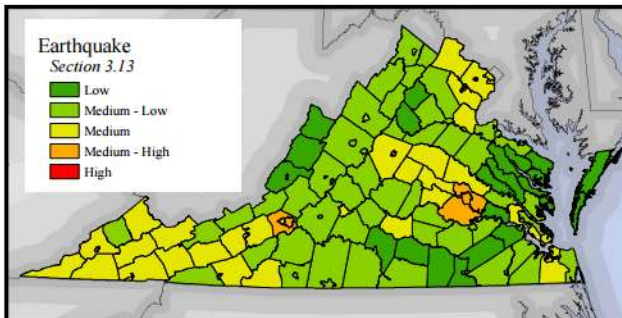 Earthquake
Section 3.13
Low
Medium - Low
Medium
Medium - High
High